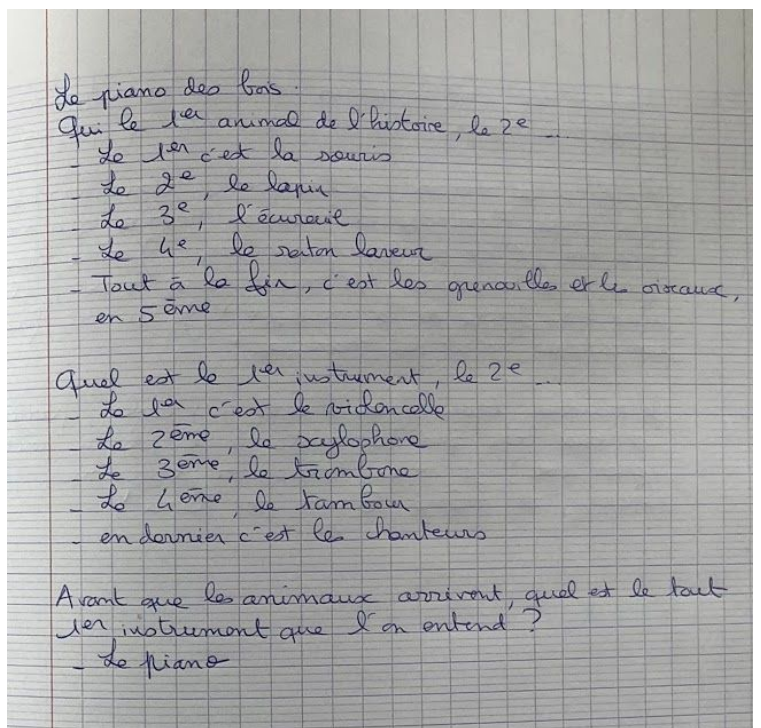 Le piano des bois.
Qui le 1er animal de l'histoire, le 2e ...
- Le 1er c'est la souris
- Le 2e, le lapin
- Le 3e, l'écureuil
- Le 4e, le raton laveur
- Tout à la fin, c'est les grenouilles et les oiseaux,
en 5ème
Quel est le 1er instrument, le 2e ...
- Le 1er c'est le violoncelle
- Le 2ème, le xylophone
- Le 3ème, le trombone
- Le 4ème, le tambour
- en dernier c'est les chanteurs
Avant que les animaux arrivent, quel est le tout
1er instrument que l'on entend ?
- Le piano